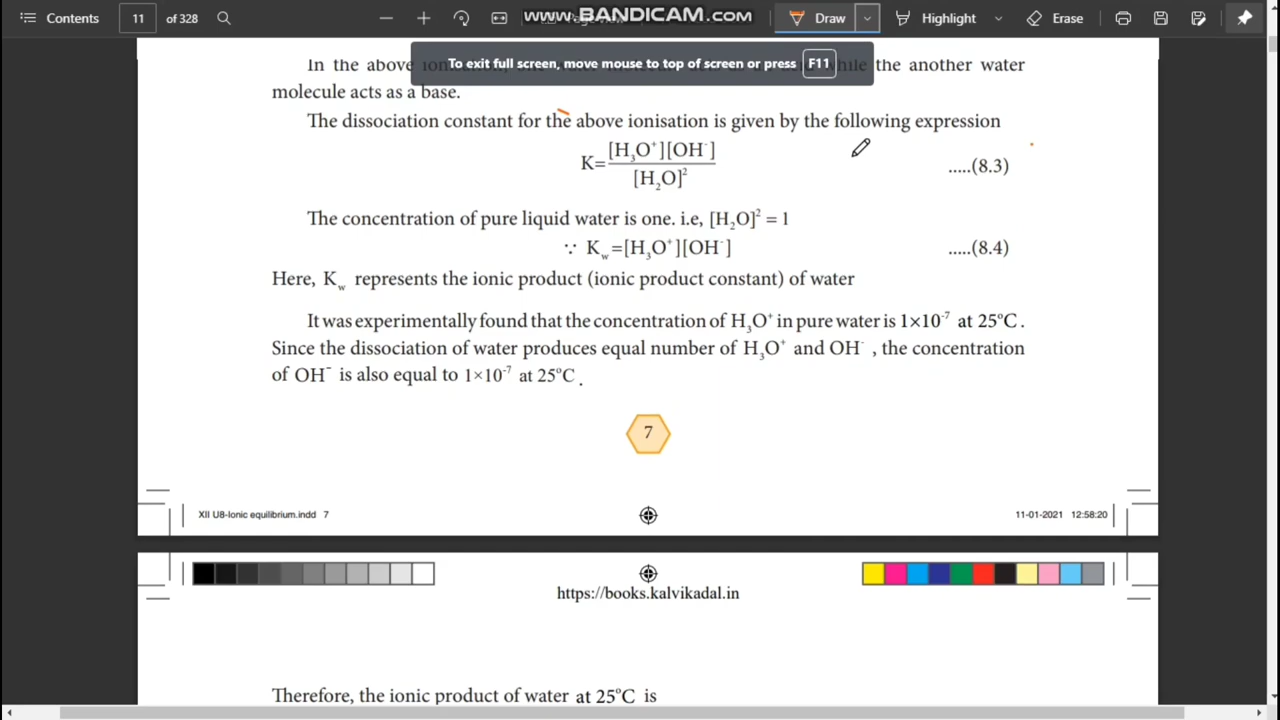 Contents 11 of 328 www.BANDICAM.com Draw Highlight Erase
To exit full screen, move mouse to top of screen or press F11
In the above while the another water
molecule acts as a base.
The dissociation constant for the above ionisation is given by the following expression
K=[H₃O⁺][OH⁻]/[H₂O]² .....(8.3)
The concentration of pure liquid water is one. i.e, [H₂O]² = 1
∵ K_w =[H₃O⁺][OH⁻] .....(8.4)
Here, K_w represents the ionic product (ionic product constant) of water
It was experimentally found that the concentration of H₃O⁺ in pure water is 1×10⁻⁷ at 25°C.
Since the dissociation of water produces equal number of H₃O⁺ and OH⁻, the concentration
of OH⁻ is also equal to 1×10⁻⁷ at 25°C.
7
XII U8-Ionic equilibrium.indd 7 11-01-2021 12:58:20
https://books.kalvikadal.in
Therefore, the ionic product of water at 25°C is